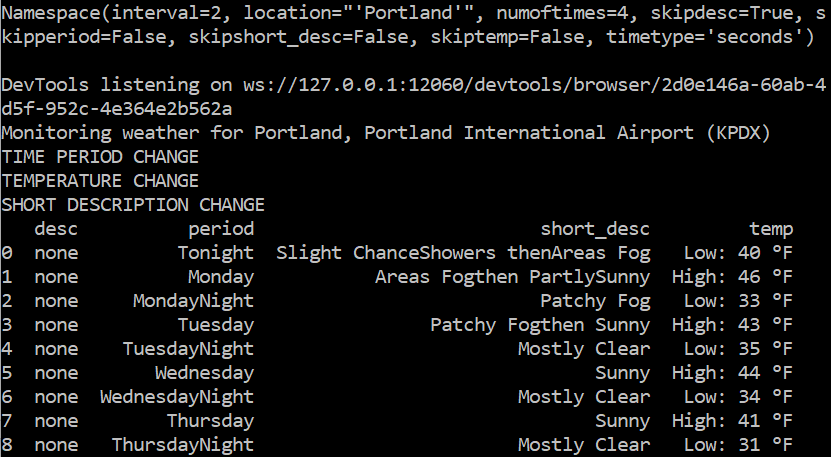 Namespace(interval=2, location="'Portland'", numoftimes=4, skipdesc=True, s
kipperiod=False, skipshort_desc=False, skiptemp=False, timetype='seconds')
DevTools listening on ws://127.0.0.1:12060/devtools/browser/2d0e146a-60ab-4
d5f-952c-4e364e2b562a
Monitoring weather for Portland, Portland International Airport (KPDX)
TIME PERIOD CHANGE
TEMPERATURE CHANGE
SHORT DESCRIPTION CHANGE
desc period short_desc temp
0 none Tonight Slight ChanceShowers thenAreas Fog Low: 40 °F
1 none Monday Areas Fogthen PartlySunny High: 46 °F
2 none MondayNight Patchy Fog Low: 33 °F
3 none Tuesday Patchy Fogthen Sunny High: 43 °F
4 none TuesdayNight Mostly Clear Low: 35 °F
5 none Wednesday Sunny High: 44 °F
6 none WednesdayNight Mostly Clear Low: 34 °F
7 none Thursday Sunny High: 41 °F
8 none ThursdayNight Mostly Clear Low: 31 °F